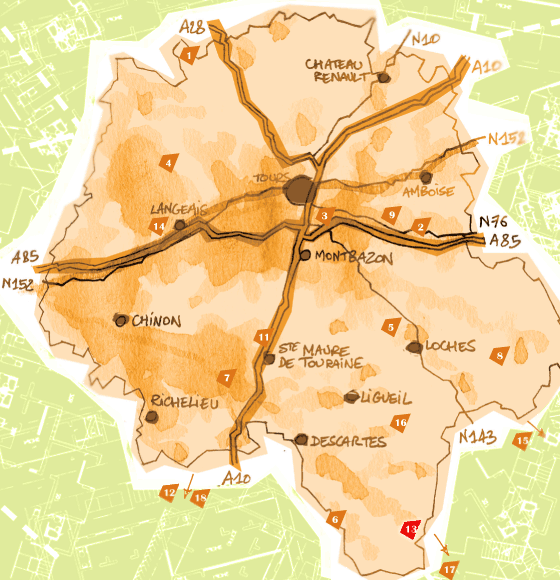 A28
N10
1
CHATEAU
RENAULT
A10
N152
4
TOURS
AMBOISE
LANGEAIS
3
9
14
2
N76
A85
A85
MONTBAZON
N152
CHINON
5
11
LOCHES
STE MAURE
DE TOURAINE
8
7
RICHELIEU
LIGUEIL
16
DESCARTES
N143
15
A10
12
18
6
13
17